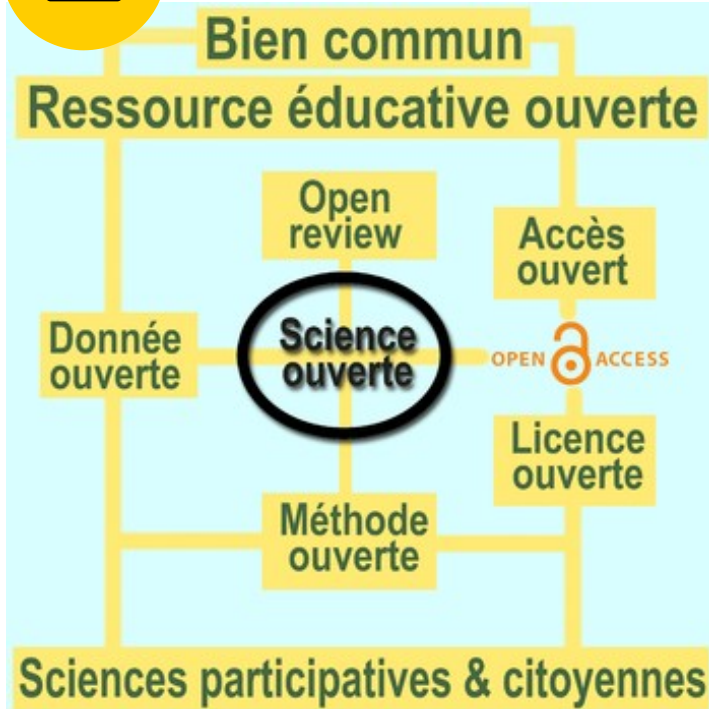 Bien commun
Ressource éducative ouverte
Open
review
Accès
ouvert
Donnée
ouverte
Science
ouverte
OPEN ACCESS
Licence
ouverte
Méthode
ouverte
Sciences participatives & citoyennes